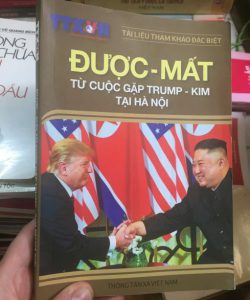 TTXVN
TÀI LIỆU THAM KHẢO ĐẶC BIỆT
ĐƯỢC-MẤT
TỪ CUỘC GẶP TRUMP - KIM
TẠI HÀ NỘI
THÔNG TẤN XÃ VIỆT NAM